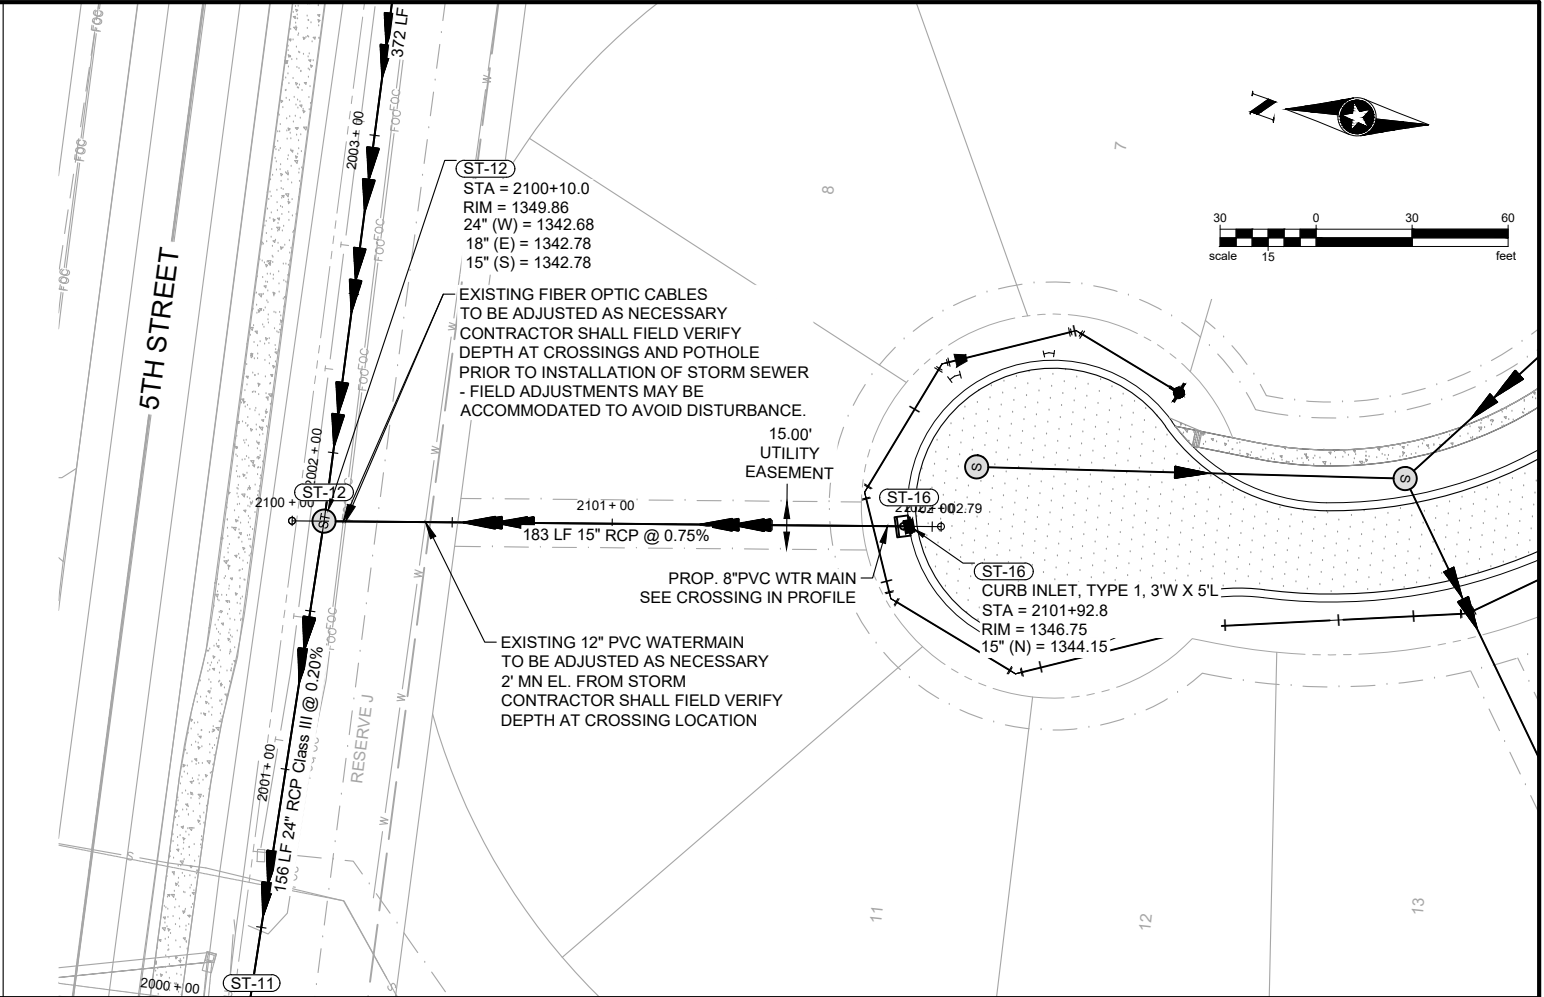 FOC
372 LF
W
7
N
FOC
2003 + 00
FOC
FOC
8
30
0
30
60
scale
15
feet
ST-12
STA = 2100+10.0
RIM = 1349.86
24" (W) = 1342.68
18" (E) = 1342.78
15" (S) = 1342.78
5TH STREET
T
FOC
FOC
EXISTING FIBER OPTIC CABLES
TO BE ADJUSTED AS NECESSARY
CONTRACTOR SHALL FIELD VERIFY
DEPTH AT CROSSINGS AND POTHOLE
PRIOR TO INSTALLATION OF STORM SEWER
- FIELD ADJUSTMENTS MAY BE
ACCOMMODATED TO AVOID DISTURBANCE.
W
T
FOC
W
15.00'
UTILITY
EASEMENT
2002 + 00
S
S
ST-12
2100 + 00
ST
2101 + 00
ST-16
183 LF 15" RCP @ 0.75%
W
PROP. 8"PVC WTR MAIN
SEE CROSSING IN PROFILE
ST-16
CURB INLET, TYPE 1, 3'W X 5'L
STA = 2101+92.8
RIM = 1346.75
15" (N) = 1344.15
FOC
EXISTING 12" PVC WATERMAIN
TO BE ADJUSTED AS NECESSARY
2' MN EL. FROM STORM
CONTRACTOR SHALL FIELD VERIFY
DEPTH AT CROSSING LOCATION
W
RESERVE J
T
2001 + 00
156 LF 24" RCP Class III @ 0.20%
W
S
11
12
13
2000 + 00
ST-11
S